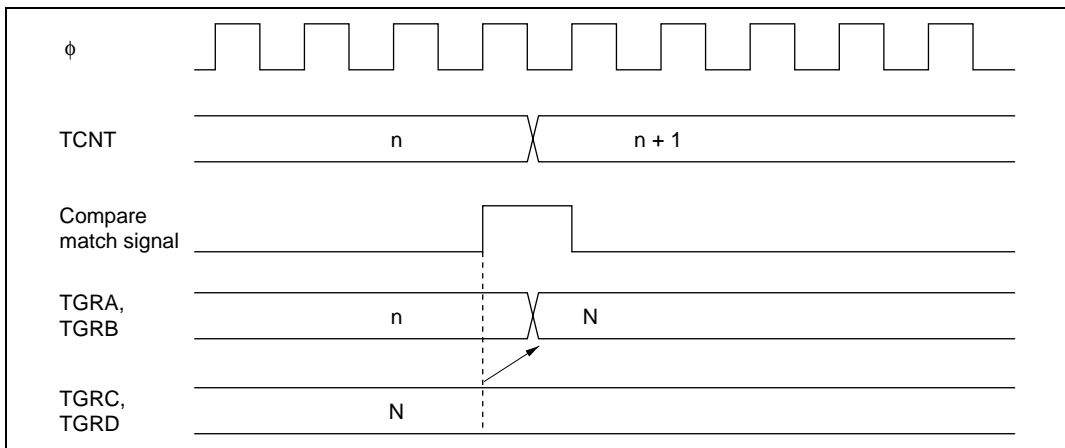 ϕ
TCNT
n
n + 1
Compare
match signal
TGRA,
TGRB
n
N
TGRC,
TGRD
N